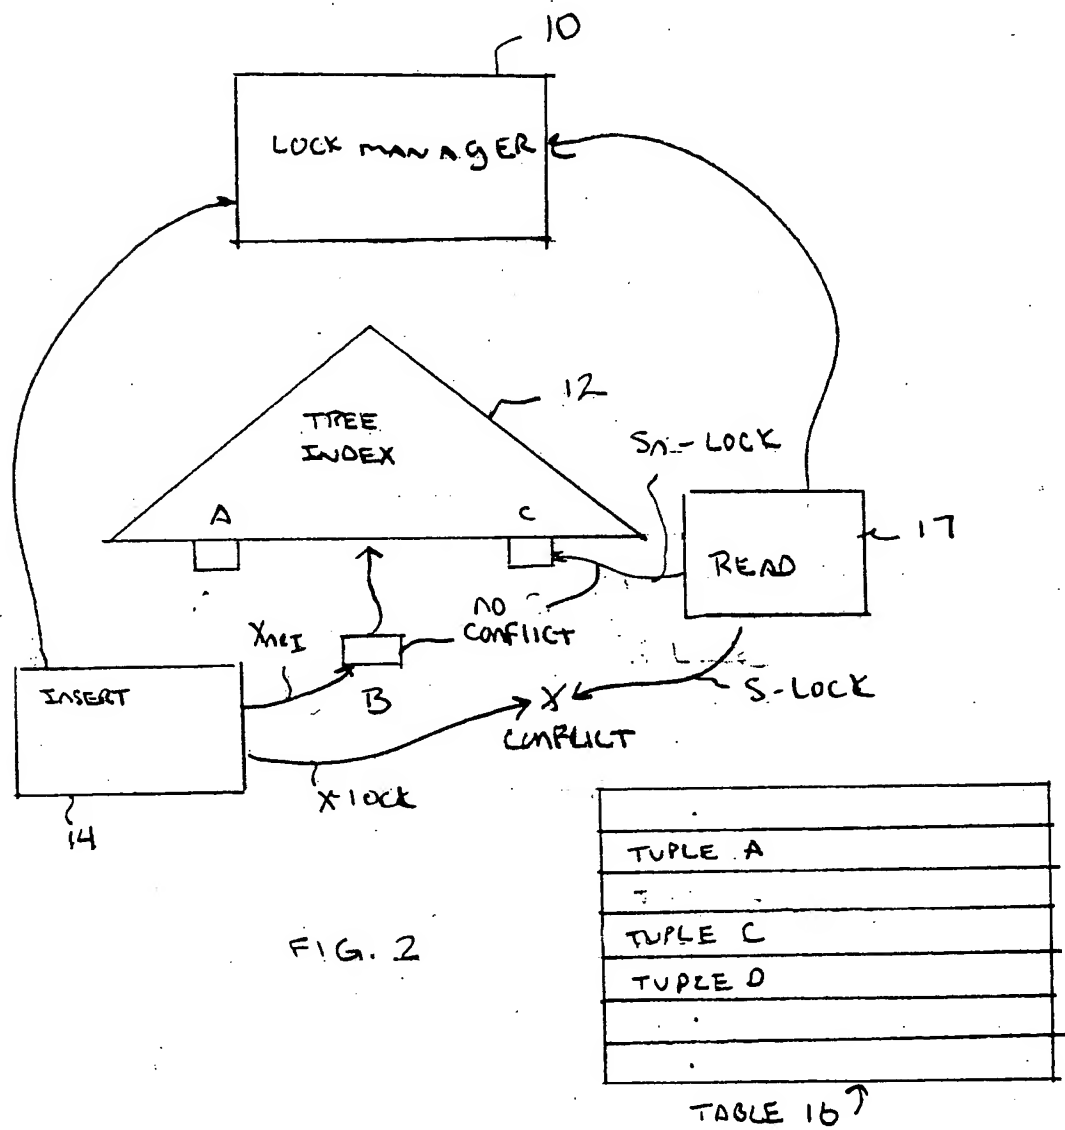 10
LOCK MANAGER
12
TREE
INDEX
Sn-LOCK
A
C
17
READ
NO
CONFLICT
XncI
INSERT
B
S-LOCK
X
CONFLICT
X-lock
14
TUPLE A
TUPLE C
TUPLE D
FIG. 2
TABLE 16